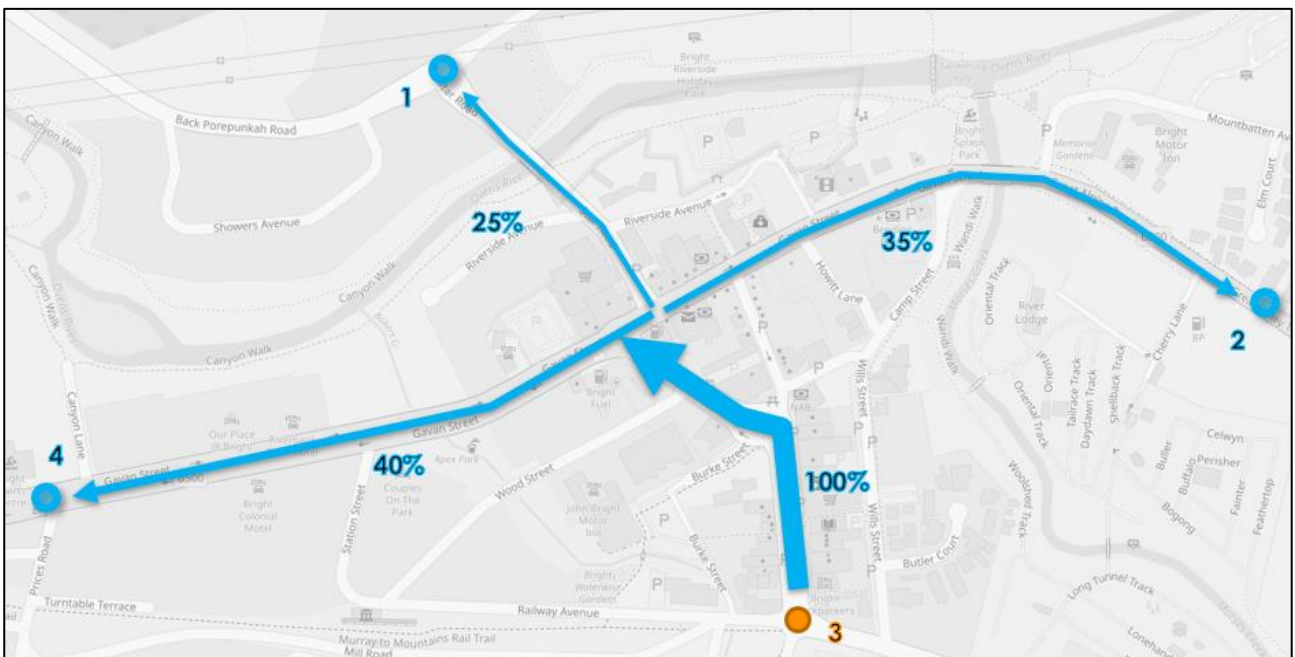 1
Back Porepunkah Road
Bright
Riverside
Holiday
Park
Canyon Walk
Showers Avenue
25%
Riverside Avenue
Riverside Avenue
Canyon Walk
Canyon Walk
P
P
Bright
Splash
Park
Memorial
Gardens
Bright
Motor
Inn
Mountbatten Av
Elm Court
35%
Howitt Lane
Camp Street
Wandi Walk
Wandi Walk
Oriental Track
River
Lodge
Cherry Lane
BP
2
Canyon Lane
4
Gavan Street
Gavan Street
Our Place
@ Bright
Bright
Colonial
Motel
40%
Apex Park
Couples
On The
Park
Bright
Fuel
Wood Street
John Bright
Motor
Inn
Burke Street
Burke Street
NAB
Wills Street
Wills Street
100%
Butler Court
Oriental
Oriental Track
Tailrace Track
Daydawn Track
Shellback Track
Buller
Buffalo
Bogong
Celwyn
Perisher
Fainter
Feathertop
Woolshed Track
Long Tunnel Track
Station Street
Prices Road
Turntable Terrace
Bright
Waterwise
Gardens
Railway Avenue
Murray to Mountains Rail Trail
Mill Road
3